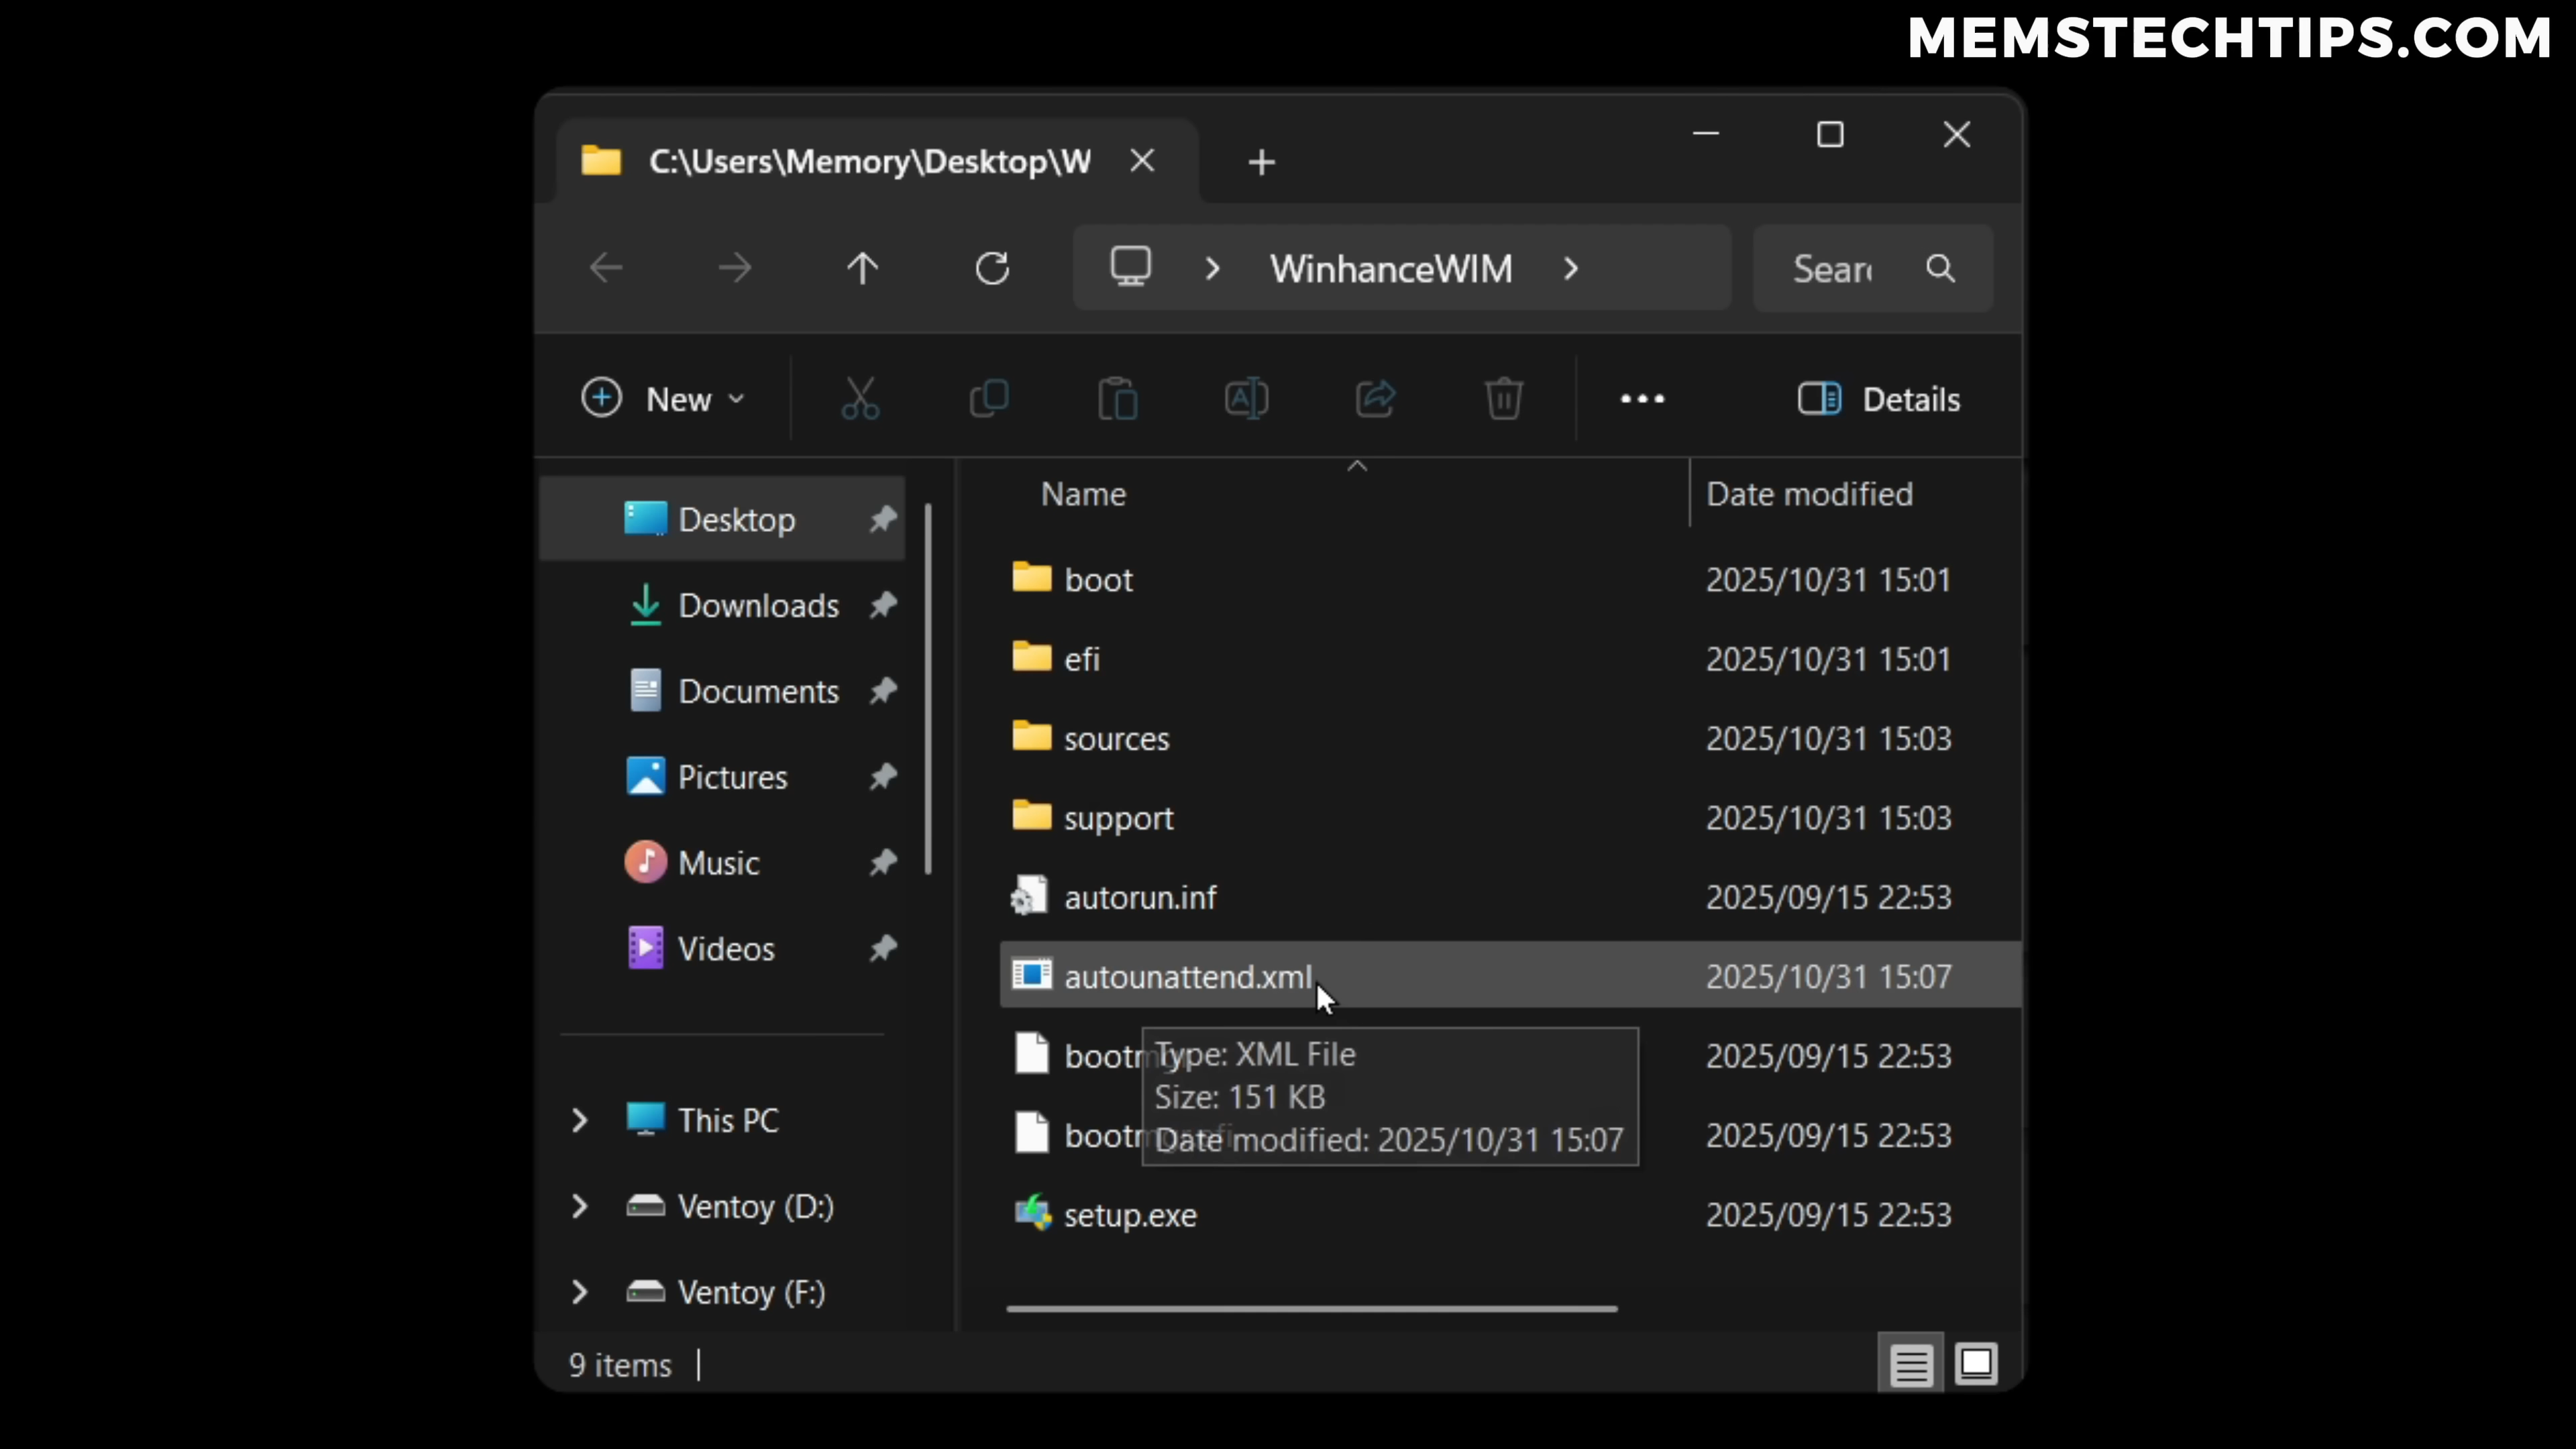 MEMSTECHTIPS.COM
C:\Users\Memory\Desktop\W
WinhanceWIM
Sear
New
Details
Name
Date modified
Desktop
Downloads
Documents
Pictures
Music
Videos
This PC
Ventoy (D:)
Ventoy (F:)
boot 2025/10/31 15:01
efi 2025/10/31 15:01
sources 2025/10/31 15:03
support 2025/10/31 15:03
autorun.inf 2025/09/15 22:53
autounattend.xml 2025/10/31 15:07
2025/09/15 22:53
2025/09/15 22:53
setup.exe 2025/09/15 22:53
Type: XML File
Size: 151 KB
Date modified: 2025/10/31 15:07
9 items